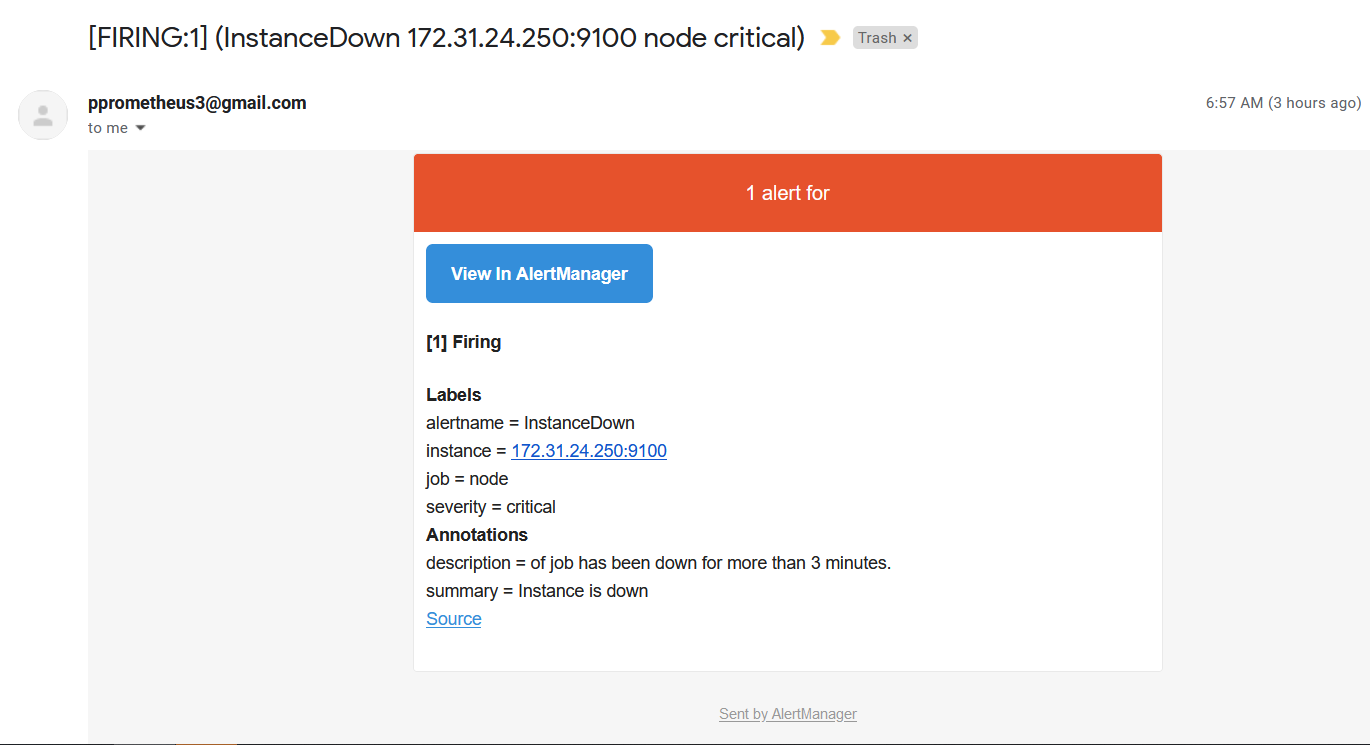 [FIRING:1] (InstanceDown 172.31.24.250:9100 node critical) Trash ×
pprometheus3@gmail.com 6:57 AM (3 hours ago)
to me
1 alert for
View In AlertManager
[1] Firing
Labels
alertname = InstanceDown
instance = 172.31.24.250:9100
job = node
severity = critical
Annotations
description = of job has been down for more than 3 minutes.
summary = Instance is down
Source
Sent by AlertManager